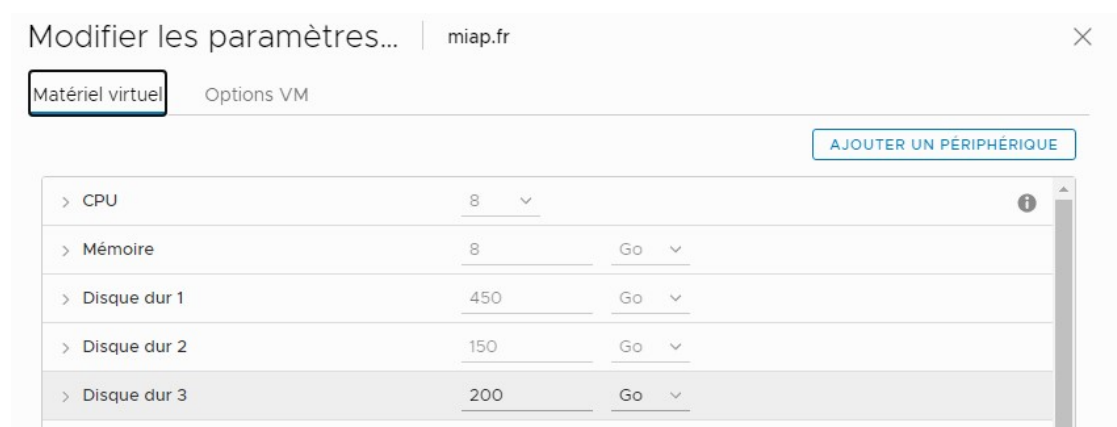 Modifier les paramètres... miap.fr
Matériel virtuel Options VM
AJOUTER UN PÉRIPHÉRIQUE
CPU 8
Mémoire 8 Go
Disque dur 1 450 Go
Disque dur 2 150 Go
Disque dur 3 200 Go